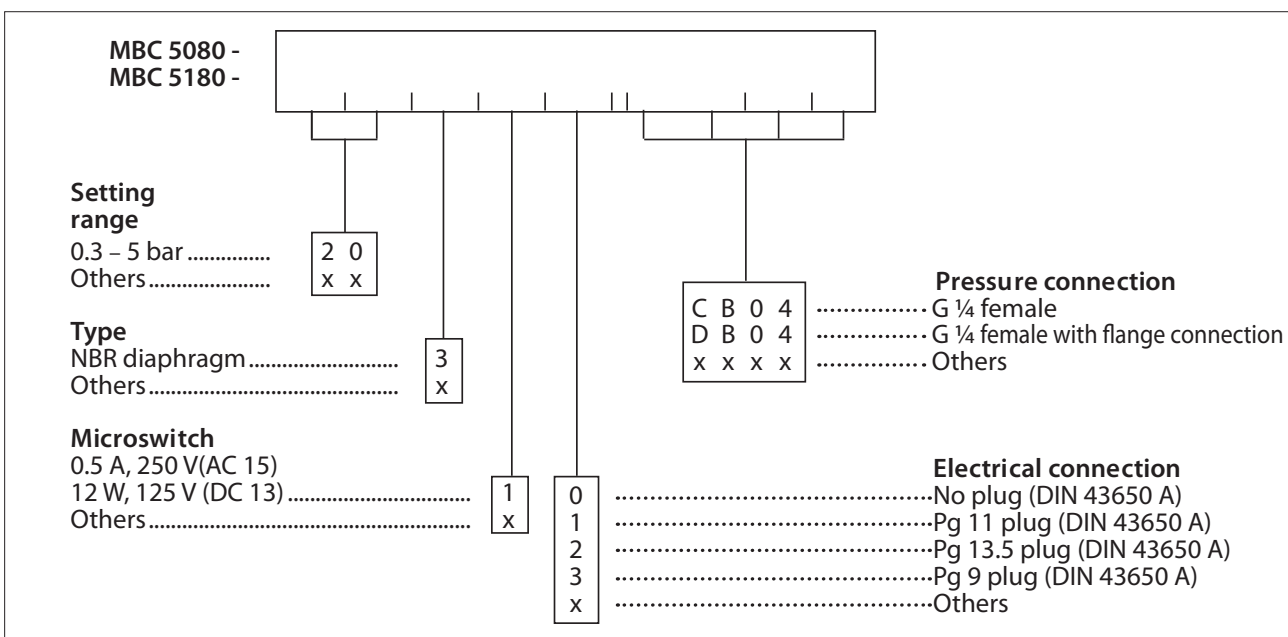 MBC 5080 -
MBC 5180 -
Setting
range
0.3 – 5 bar ............... 2 0
Others ...................... x x
Type
NBR diaphragm ........................... 3
Others ............................................. x
Microswitch
0.5 A, 250 V(AC 15)
12 W, 125 V (DC 13) ................................. 1
Others ......................................................... x
Pressure connection
C B 0 4 ............... G ¼ female
D B 0 4 ............... G ¼ female with flange connection
x x x x ............... Others
Electrical connection
0 ............................................ No plug (DIN 43650 A)
1 ............................................ Pg 11 plug (DIN 43650 A)
2 ............................................ Pg 13.5 plug (DIN 43650 A)
3 ............................................ Pg 9 plug (DIN 43650 A)
x ............................................ Others